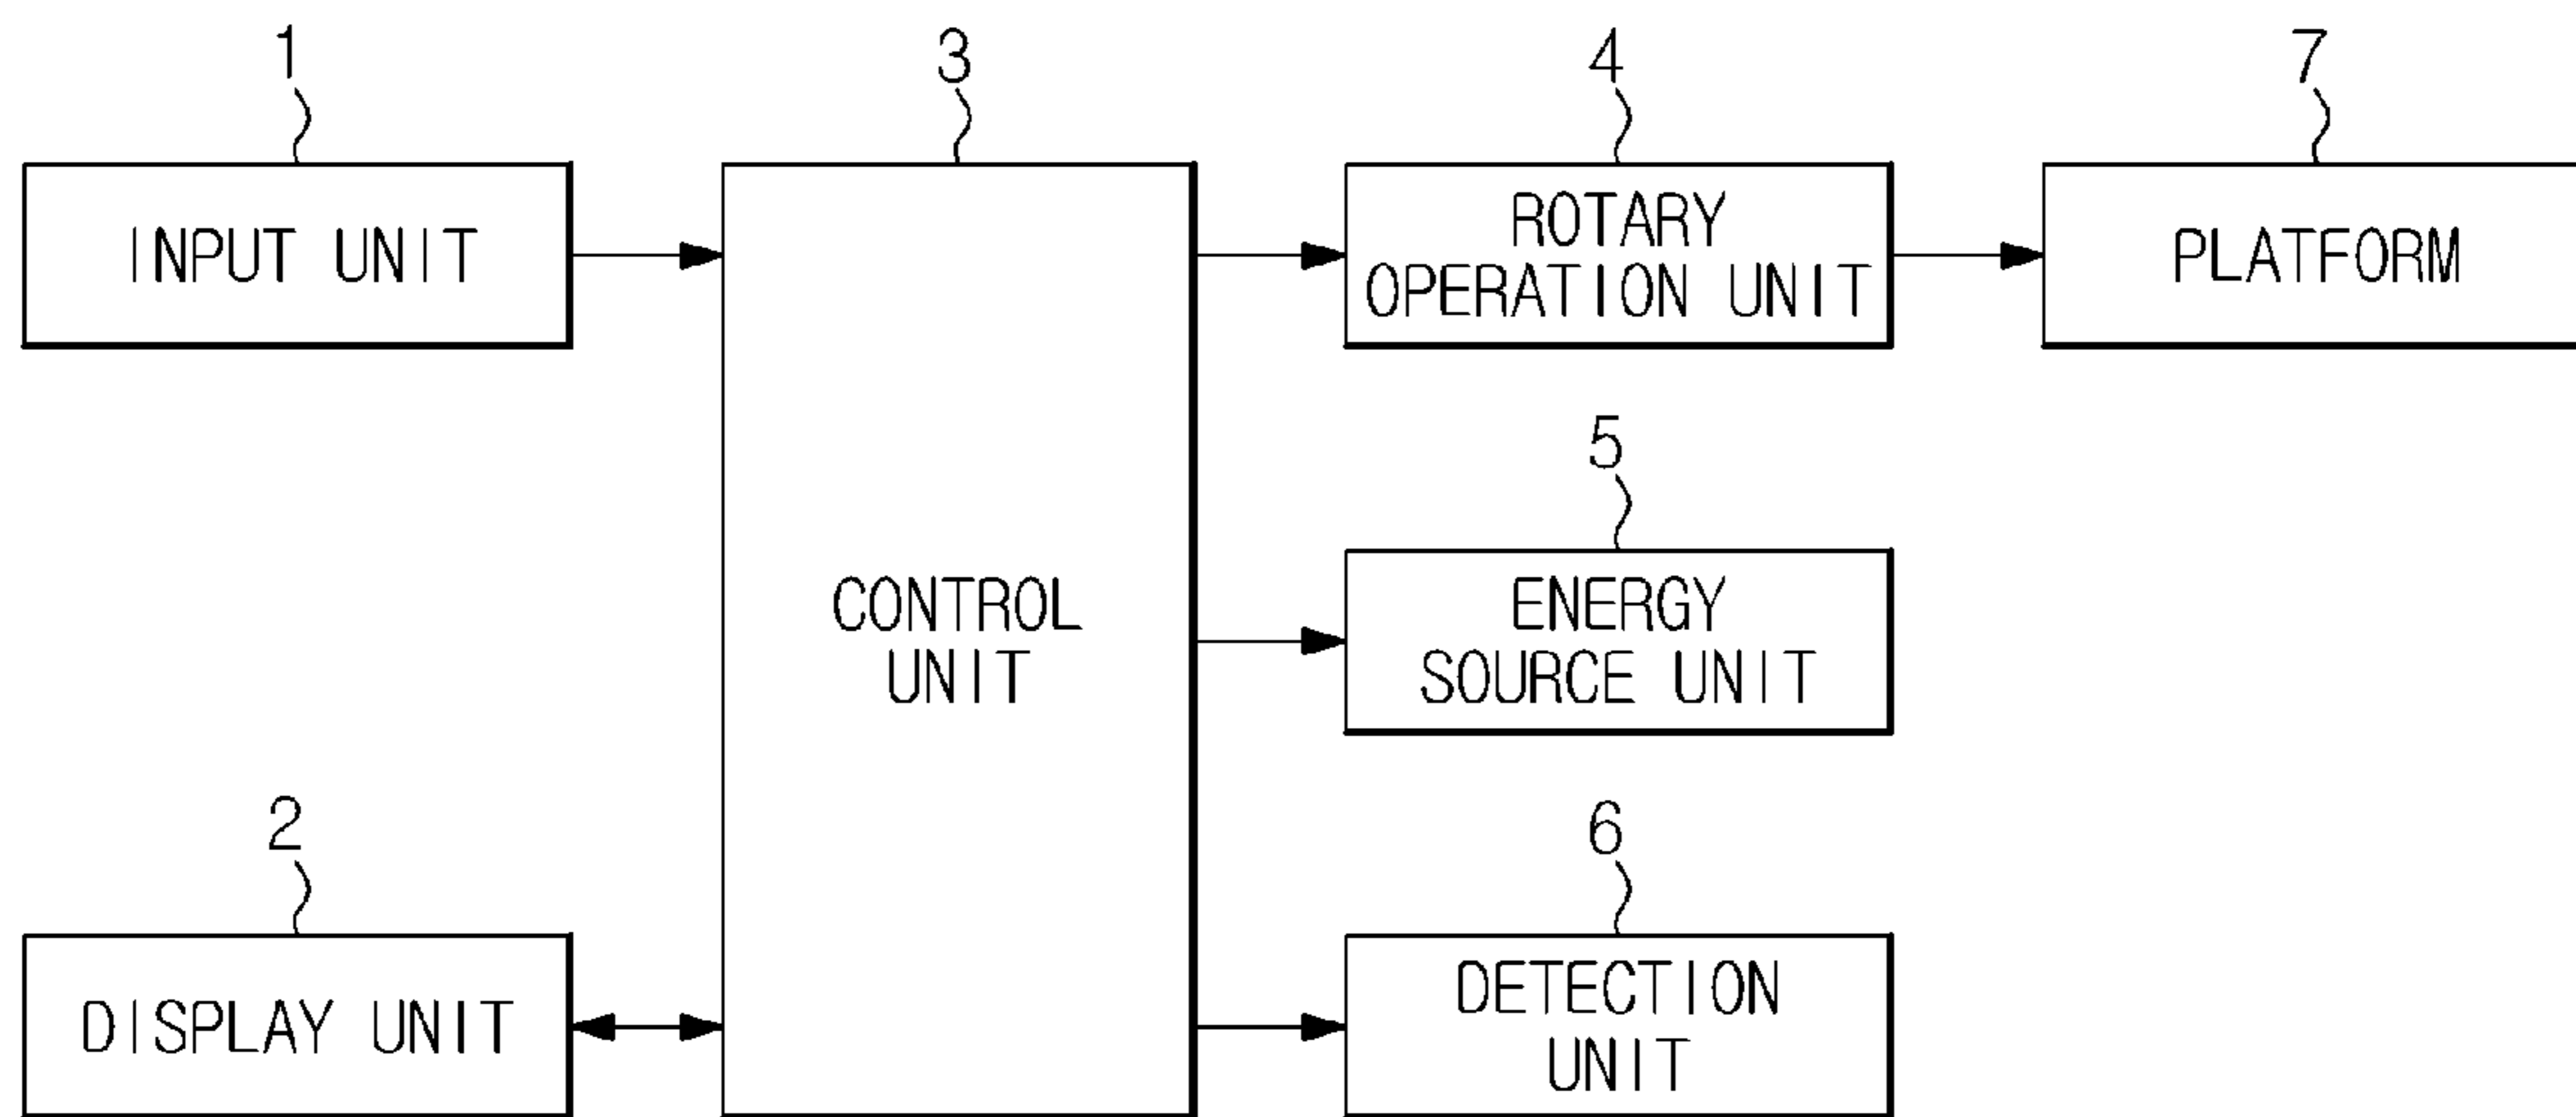 1
3
4
7
INPUT UNIT
ROTARY
OPERATION UNIT
PLATFORM
5
CONTROL
UNIT
ENERGY
SOURCE UNIT
2
6
DISPLAY UNIT
DETECTION
UNIT